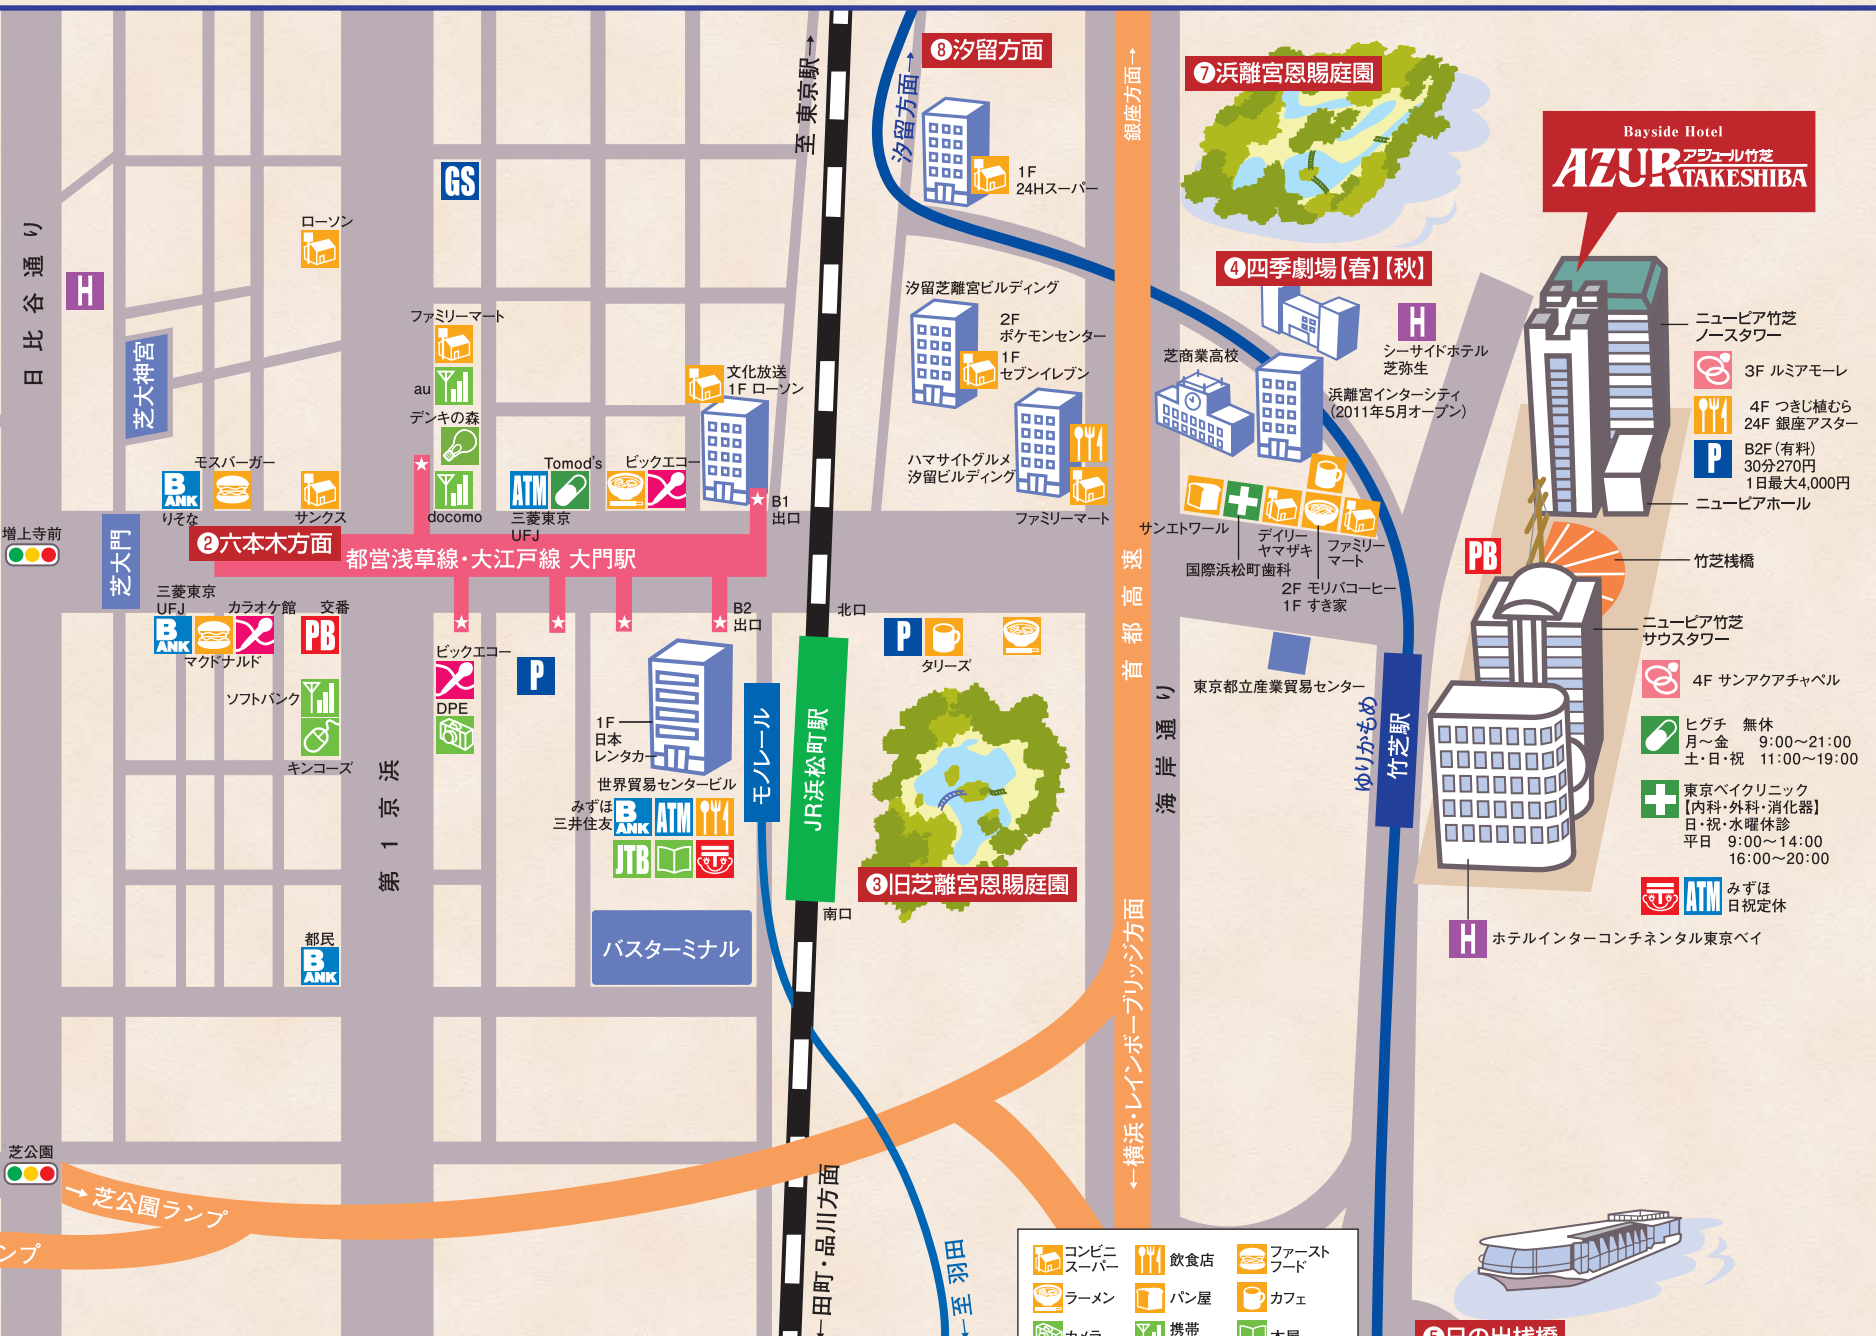 至 東京駅→
汐留方面→
❽汐留方面
銀座方面→
❼浜離宮恩賜庭園
Bayside Hotel
AZUR アジュール竹芝
TAKESHIBA
1F
24Hスーパー
GS
ローソン
日比谷通り
H
❹四季劇場【春】【秋】
H
シーサイドホテル
芝弥生
ファミリーマート
au
デンキの森
docomo
芝大神宮
文化放送
1F ローソン
汐留芝離宮ビルディング
2F
ポケモンセンター
1F
セブンイレブン
芝商業高校
浜離宮インターシティ
(2011年5月オープン)
ハマサイトグルメ
汐留ビルディング
ファミリーマート
ニューピア竹芝
ノースタワー
3F ルミアモーレ
4F つきじ植むら
24F 銀座アスター
P
B2F(有料)
30分270円
1日最大4,000円
ニューピアホール
PB
竹芝桟橋
ニューピア竹芝
サウスタワー
4F サンアクアチャペル
ヒグチ 無休
月〜金 9:00〜21:00
土・日・祝 11:00〜19:00
東京ベイクリニック
【内科・外科・消化器】
日・祝・水曜休診
平日 9:00〜14:00
16:00〜20:00
ATM
みずほ
日祝定休
H
ホテルインターコンチネンタル東京ベイ
モスバーガー
BANK
りそな
サンクス
Tomod's
ATM
三菱東京
UFJ
ビックエコー
B1
出口
増上寺前
芝大門
❷六本木方面
都営浅草線・大江戸線 大門駅
サンエトワール
国際浜松町歯科
デイリー
ヤマザキ
ファミリー
マート
2F モリバコーヒー
1F すき家
三菱東京
UFJ
BANK
カラオケ館
マクドナルド
交番
PB
B2
出口
北口
P
タリーズ
首都高速
海岸通り
東京都立産業貿易センター
ゆりかもめ
竹芝駅
ソフトバンク
キンコーズ
ビックエコー
DPE
P
第1京浜
1F
日本
レンタカー
世界貿易センタービル
みずほ
三井住友
BANK
ATM
JTB
モノレール
JR浜松町駅
❸旧芝離宮恩賜庭園
南口
バスターミナル
都民
BANK
←横浜・レインボーブリッジ方面
芝公園
→芝公園ランプ
ンプ
←田町・品川方面
←至 羽田
コンビニ
スーパー
飲食店
ファースト
フード
ラーメン
パン屋
カフェ
カメラ
携帯
本屋
❺日の出桟橋